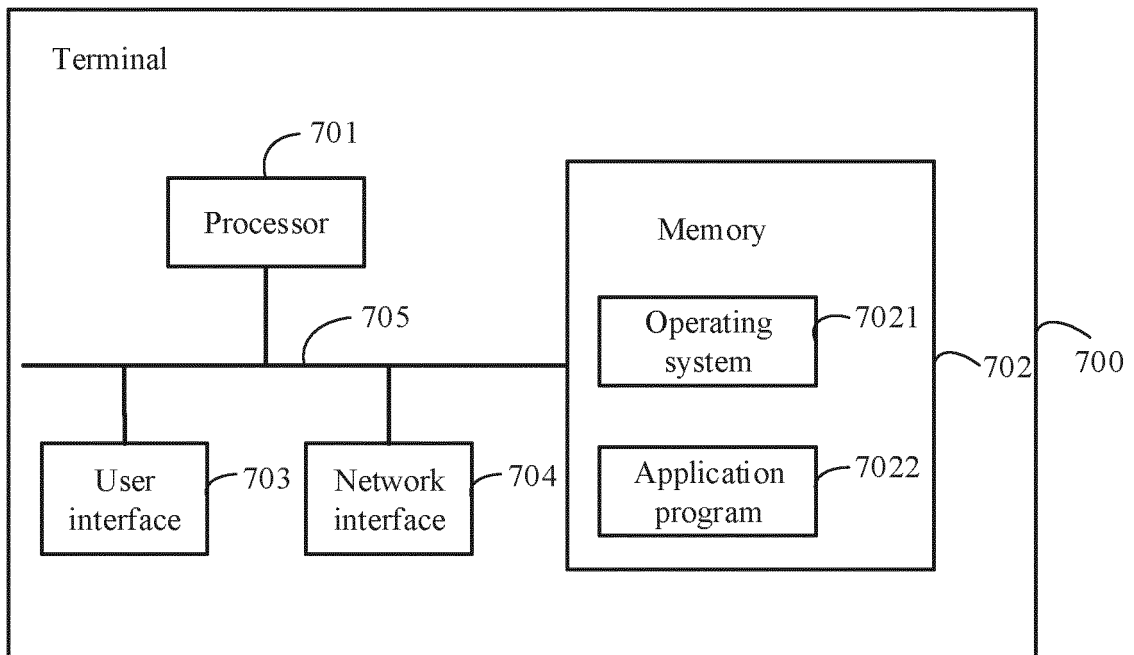 Terminal
701
Processor
Memory
705
Operating
system
7021
702
700
User
interface
703
Network
interface
704
Application
program
7022